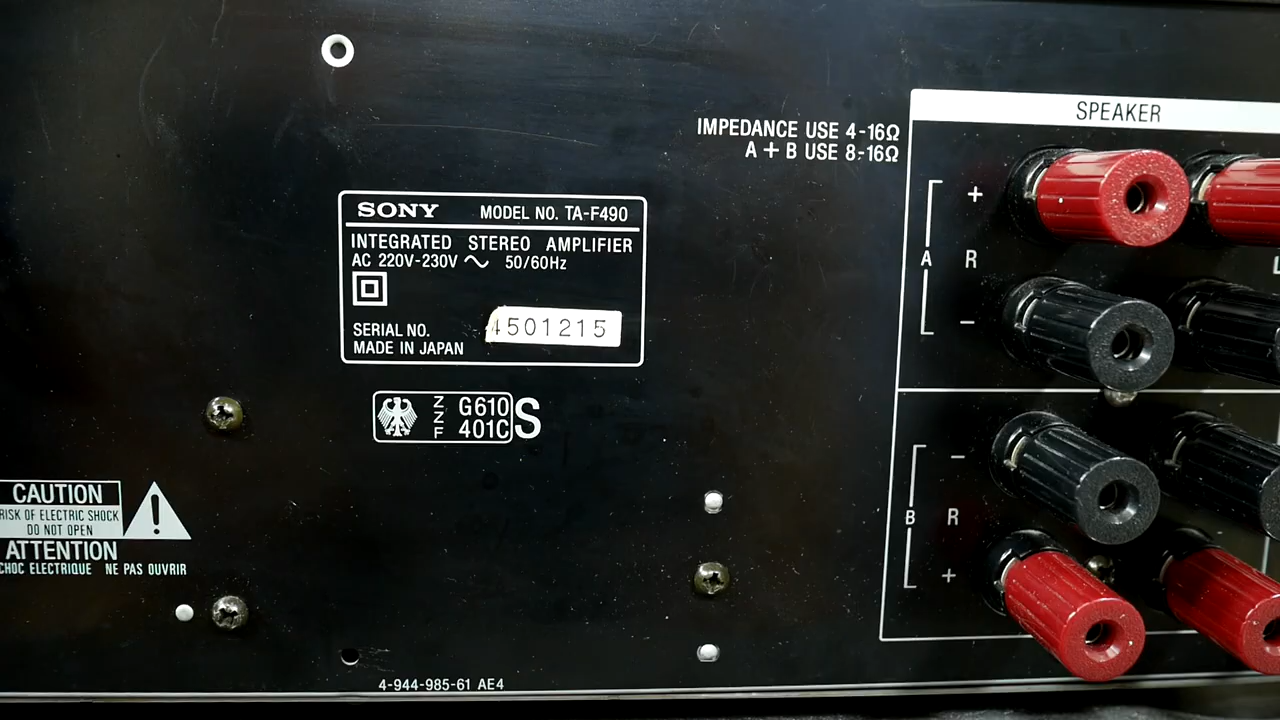 IMPEDANCE USE 4-16Ω
A + B USE 8-16Ω
SPEAKER
SONY MODEL NO. TA-F490
INTEGRATED STEREO AMPLIFIER
AC 220V-230V ~ 50/60Hz
SERIAL NO. 4501215
MADE IN JAPAN
Z Z F G610 401C S
+
A R L
-
-
B R
+
CAUTION
RISK OF ELECTRIC SHOCK
DO NOT OPEN
ATTENTION
CHOC ELECTRIQUE NE PAS OUVRIR
4-944-985-61 AE4